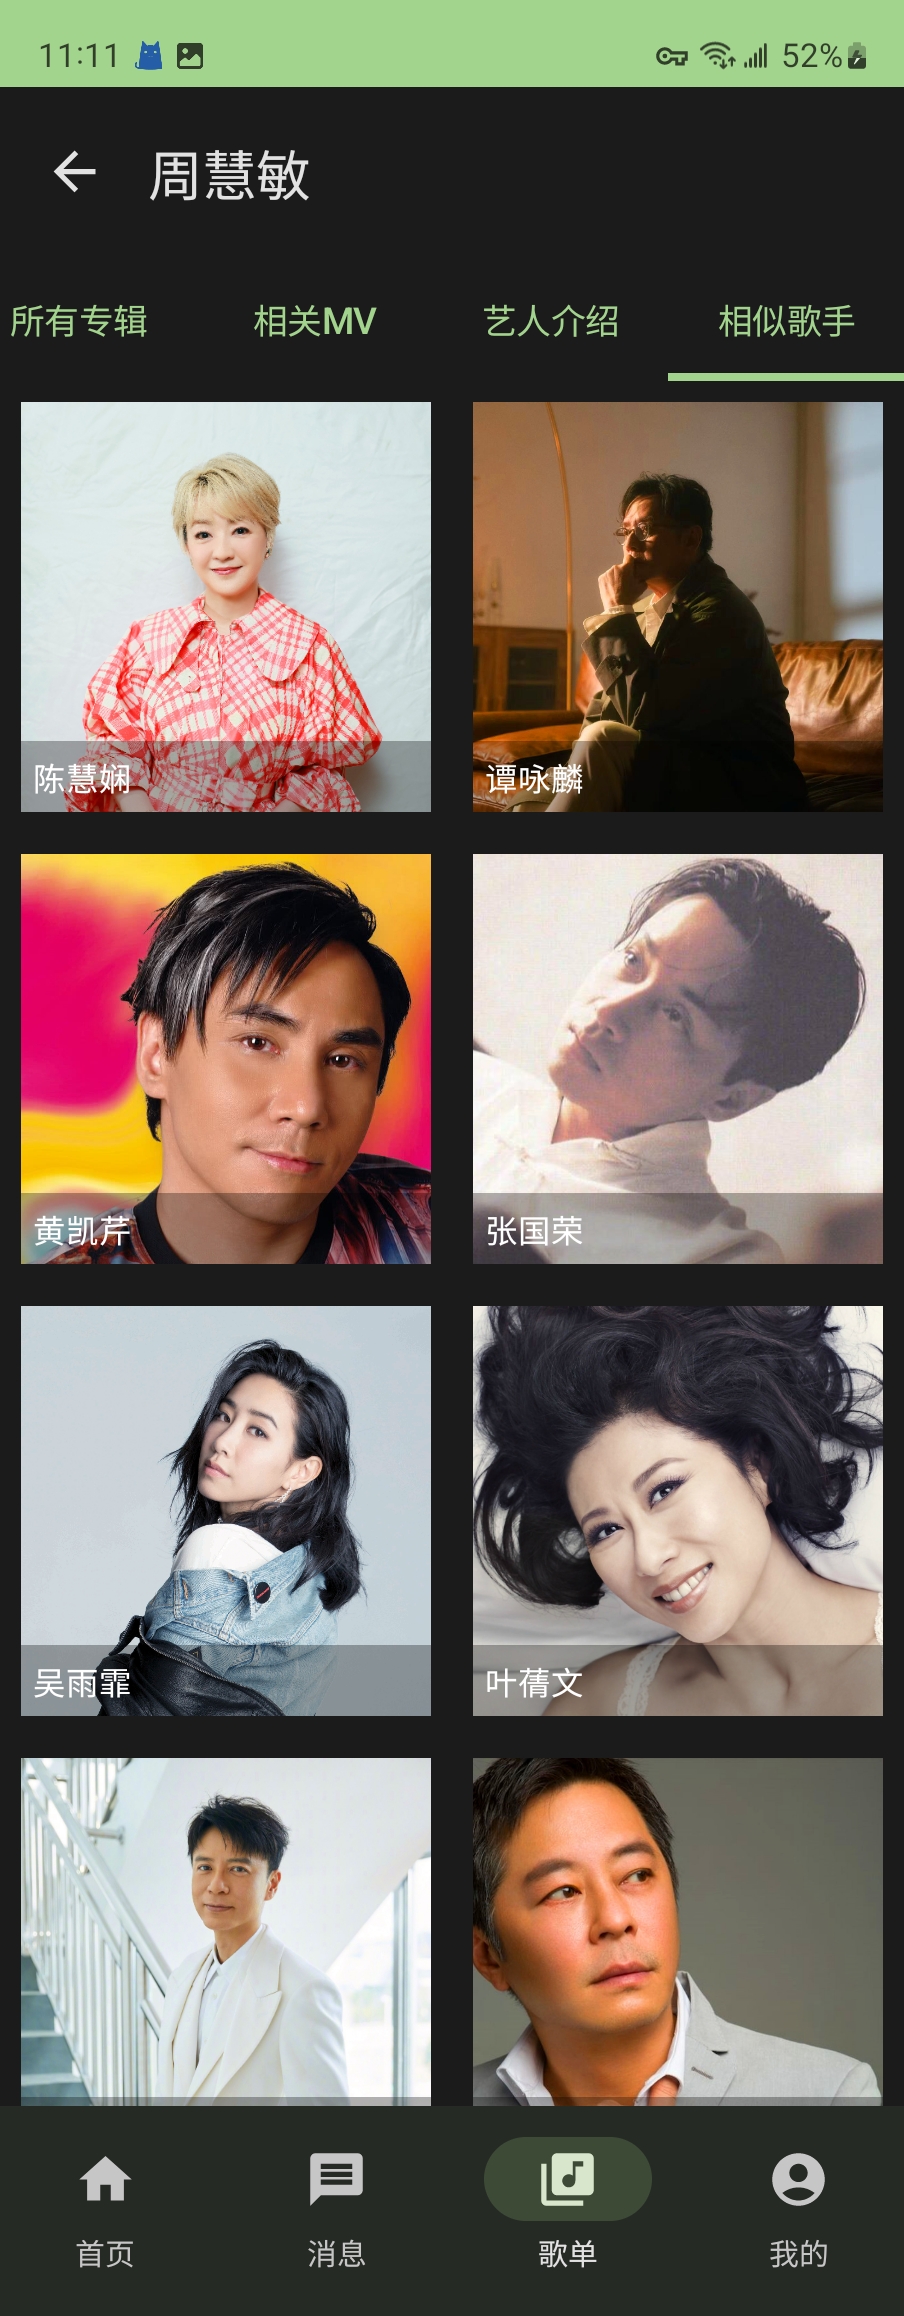 11:11
52%
周慧敏
所有专辑
相关MV
艺人介绍
相似歌手
陈慧娴
谭咏麟
黄凯芹
张国荣
吴雨霏
叶蒨文
首页
消息
歌单
我的